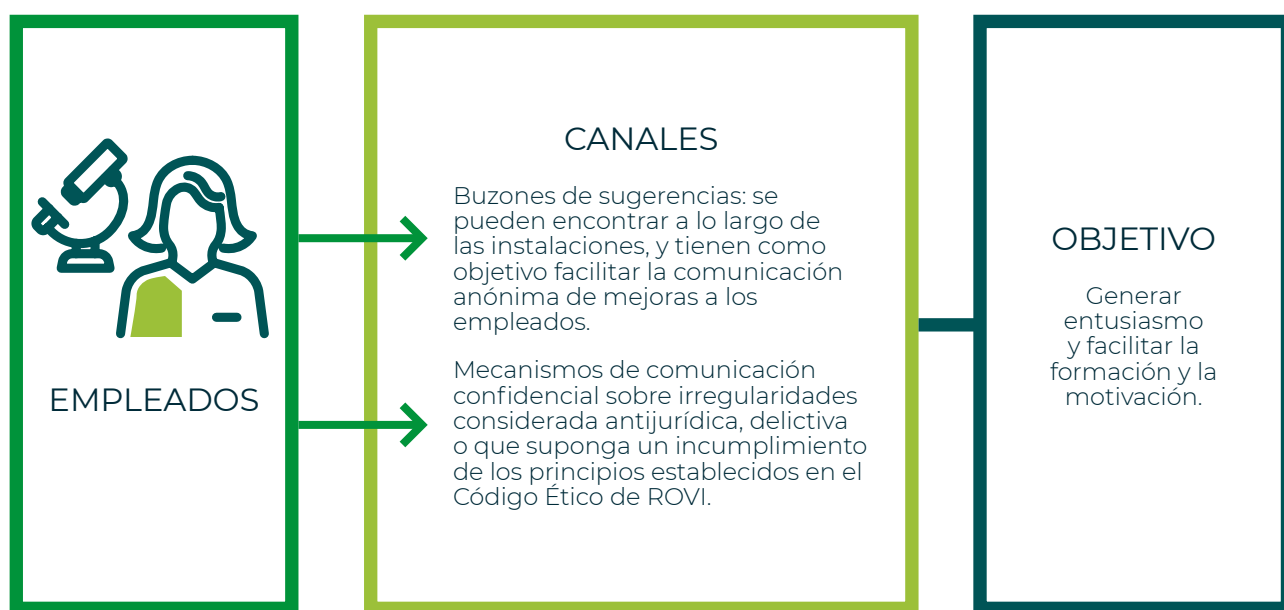 EMPLEADOS
CANALES
Buzones de sugerencias: se
pueden encontrar a lo largo de
las instalaciones, y tienen como
objetivo facilitar la comunicación
anónima de mejoras a los
empleados.
Mecanismos de comunicación
confidencial sobre irregularidades
considerada antijurídica, delictiva
o que suponga un incumplimiento
de los principios establecidos en el
Código Ético de ROVI.
OBJETIVO
Generar
entusiasmo
y facilitar la
formación y la
motivación.